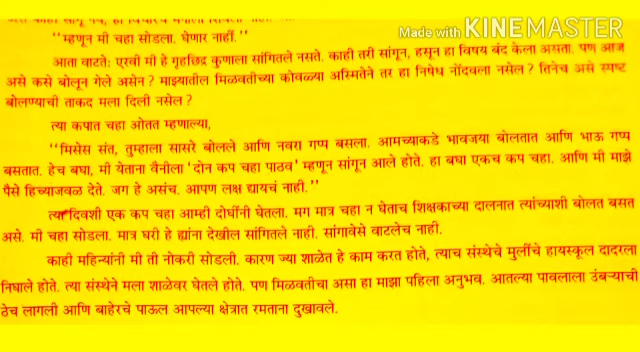 Made with KINEMASTER
"म्हणून मी चहा सोडला. घेणार नाहीं."
आता वाटते: एरवी मी हे गृहछिद्र कुणाला सांगितले नसते. काही तरी सांगून, हसून हा विषय बंद केला असता. पण आज
असे कसे बोलून गेले असेन ? माझ्यातील मिळवतीच्या कोवळ्या अस्मितेने तर हा निषेध नोंदवला नसेल ? तिनेच असे स्पष्ट
बोलण्याची ताकद मला दिली नसेल ?
त्या कपात चहा ओतत म्हणाल्या,
"मिसेस संत, तुम्हाला सासरे बोलले आणि नवरा गप्प बसला. आमच्याकडे भावजया बोलतात आणि भाऊ गप्प
बसतात. हेच बघा, मी येताना वैनीला 'दोन कप चहा पाठव' म्हणून सांगून आले होते. हा बघा एकच कप चहा. आणि मी माझे
पैसे हिच्याजवळ देते. जग हे असंच. आपण लक्ष द्यायचं नाही."
त्या दिवशी एक कप चहा आम्ही दोघींनी घेतला. मग मात्र चहा न घेताच शिक्षकाच्या दालनात त्यांच्याशी बोलत बसत
असे. मी चहा सोडला. मात्र घरी हे ह्यांना देखील सांगितले नाही. सांगावेसे वाटलेच नाही.
काही महिन्यांनी मी ती नोकरी सोडली. कारण ज्या शाळेत हे काम करत होते, त्याच संस्थेचे मुलींचे हायस्कूल दादरला
निघाले होते. त्या संस्थेने मला शाळेवर घेतले होते. पण मिळवतीचा असा हा माझा पहिला अनुभव. आतल्या पावलाला उंबऱ्याची
ठेच लागली आणि बाहेरचे पाऊल आपल्या क्षेत्रात रमताना दुखावले.